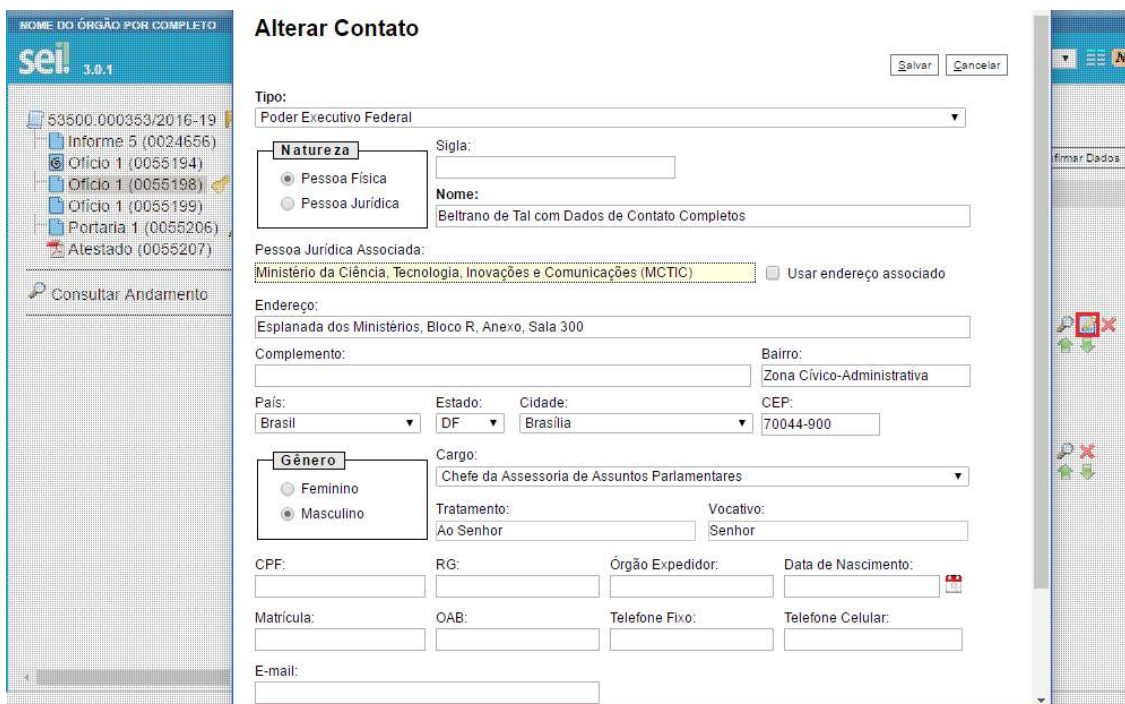 NOME DO ÓRGÃO POR COMPLETO
sei! 3.0.1
53500.000353/2016-19
Informe 5 (0024656)
Ofício 1 (0055194)
Ofício 1 (0055198)
Ofício 1 (0055199)
Portaria 1 (0055206)
Atestado (0055207)
Consultar Andamento
Alterar Contato
Salvar Cancelar
Tipo:
Poder Executivo Federal
Natureza
Pessoa Física
Pessoa Jurídica
Sigla:
Nome:
Beltrano de Tal com Dados de Contato Completos
Pessoa Jurídica Associada:
Ministério da Ciência, Tecnologia, Inovações e Comunicações (MCTIC) Usar endereço associado
Endereço:
Esplanada dos Ministérios, Bloco R, Anexo, Sala 300
Complemento: Bairro:
Zona Cívico-Administrativa
País: Estado: Cidade: CEP:
Brasil DF Brasília 70044-900
Gênero
Feminino
Masculino
Cargo:
Chefe da Assessoria de Assuntos Parlamentares
Tratamento: Vocativo:
Ao Senhor Senhor
CPF: RG: Órgão Expedidor: Data de Nascimento:
Matrícula: OAB: Telefone Fixo: Telefone Celular:
E-mail:
N
firmar Dados